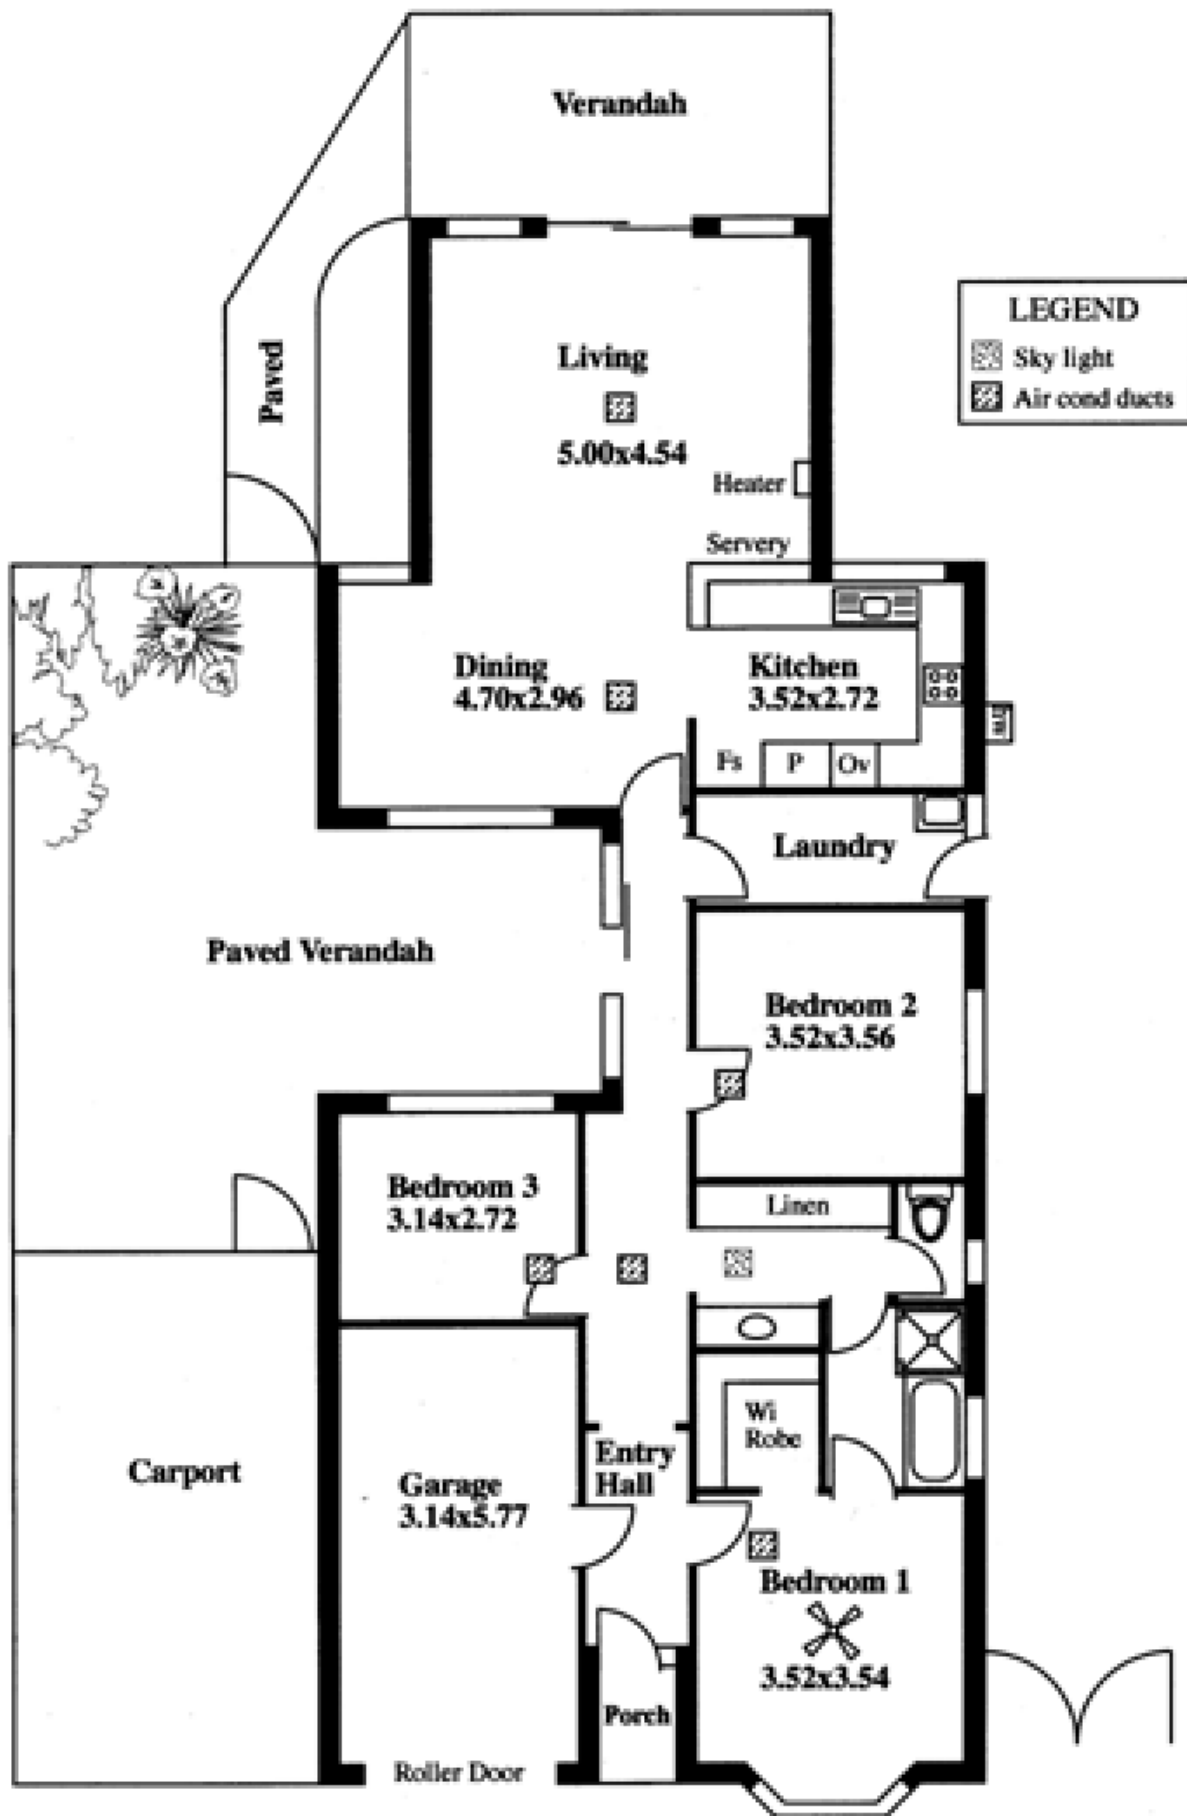 Verandah
LEGEND
Sky light
Air cond ducts
Paved
Living
5.00x4.54
Heater
Servery
Dining
4.70x2.96
Kitchen
3.52x2.72
Fs
P
Ov
Laundry
Paved Verandah
Bedroom 2
3.52x3.56
Bedroom 3
3.14x2.72
Linen
Wi
Robe
Entry
Hall
Carport
Garage
3.14x5.77
Bedroom 1
3.52x3.54
Porch
Roller Door